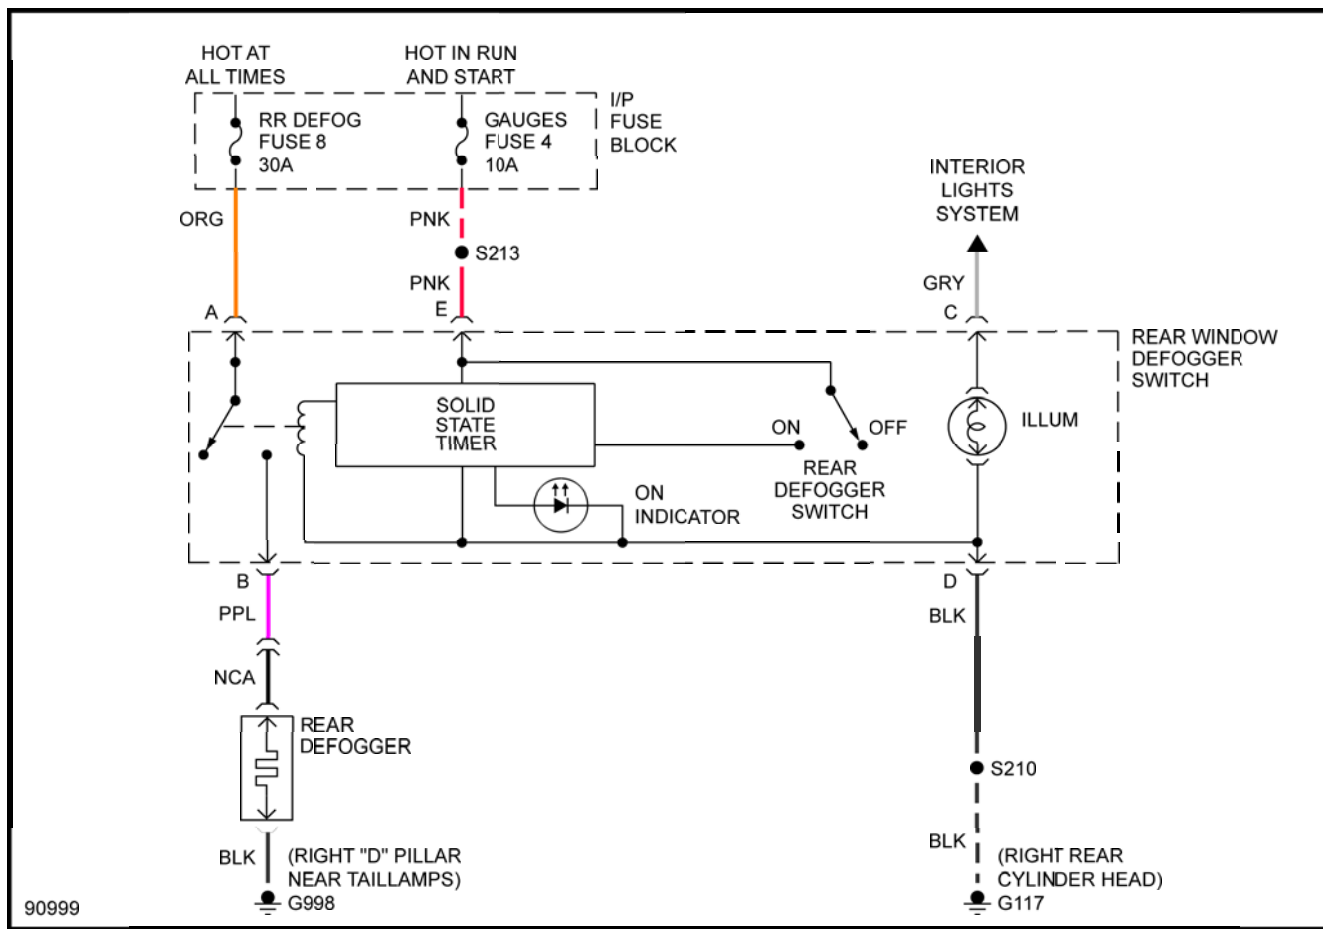 HOT AT
ALL TIMES
HOT IN RUN
AND START
RR DEFOG
FUSE 8
30A
GAUGES
FUSE 4
10A
I/P
FUSE
BLOCK
INTERIOR
LIGHTS
SYSTEM
ORG
PNK
S213
PNK
GRY
A
E
C
REAR WINDOW
DEFOGGER
SWITCH
SOLID
STATE
TIMER
ON
OFF
ILLUM
REAR
DEFOGGER
SWITCH
ON
INDICATOR
B
D
PPL
BLK
NCA
REAR
DEFOGGER
S210
BLK
(RIGHT "D" PILLAR
NEAR TAILLAMPS)
G998
BLK
(RIGHT REAR
CYLINDER HEAD)
G117
90999